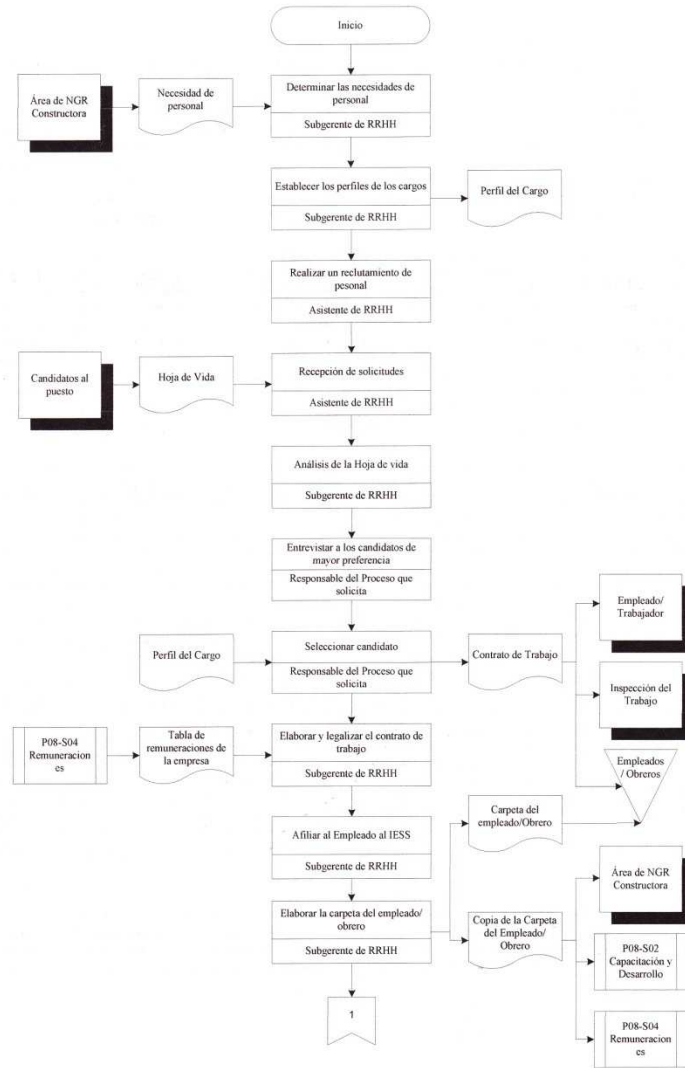 Inicio
Área de NGR
Constructora
Necesidad de
personal
Determinar las necesidades de
personal
Subgerente de RRHH
Establecer los perfiles de los cargos
Subgerente de RRHH
Perfil del Cargo
Realizar un reclutamiento de
pesonal
Asistente de RRHH
Candidatos al
puesto
Hoja de Vida
Recepción de solicitudes
Asistente de RRHH
Análisis de la Hoja de vida
Subgerente de RRHH
Entrevistar a los candidatos de
mayor preferencia
Responsable del Proceso que
solicita
Perfil del Cargo
Seleccionar candidato
Responsable del Proceso que
solicita
Contrato de Trabajo
Empleado/
Trabajador
Inspección del
Trabajo
Empleados
/ Obreros
P08-S04
Remuneracion
es
Tabla de
remuneraciones de
la empresa
Elaborar y legalizar el contrato de
trabajo
Subgerente de RRHH
Afiliar al Empleado al IESS
Subgerente de RRHH
Carpeta del
empleado/Obrero
Elaborar la carpeta del empleado/
obrero
Subgerente de RRHH
Copia de la Carpeta
del Empleado/
Obrero
Área de NGR
Constructora
P08-S02
Capacitación y
Desarrollo
P08-S04
Remuneracion
es
1